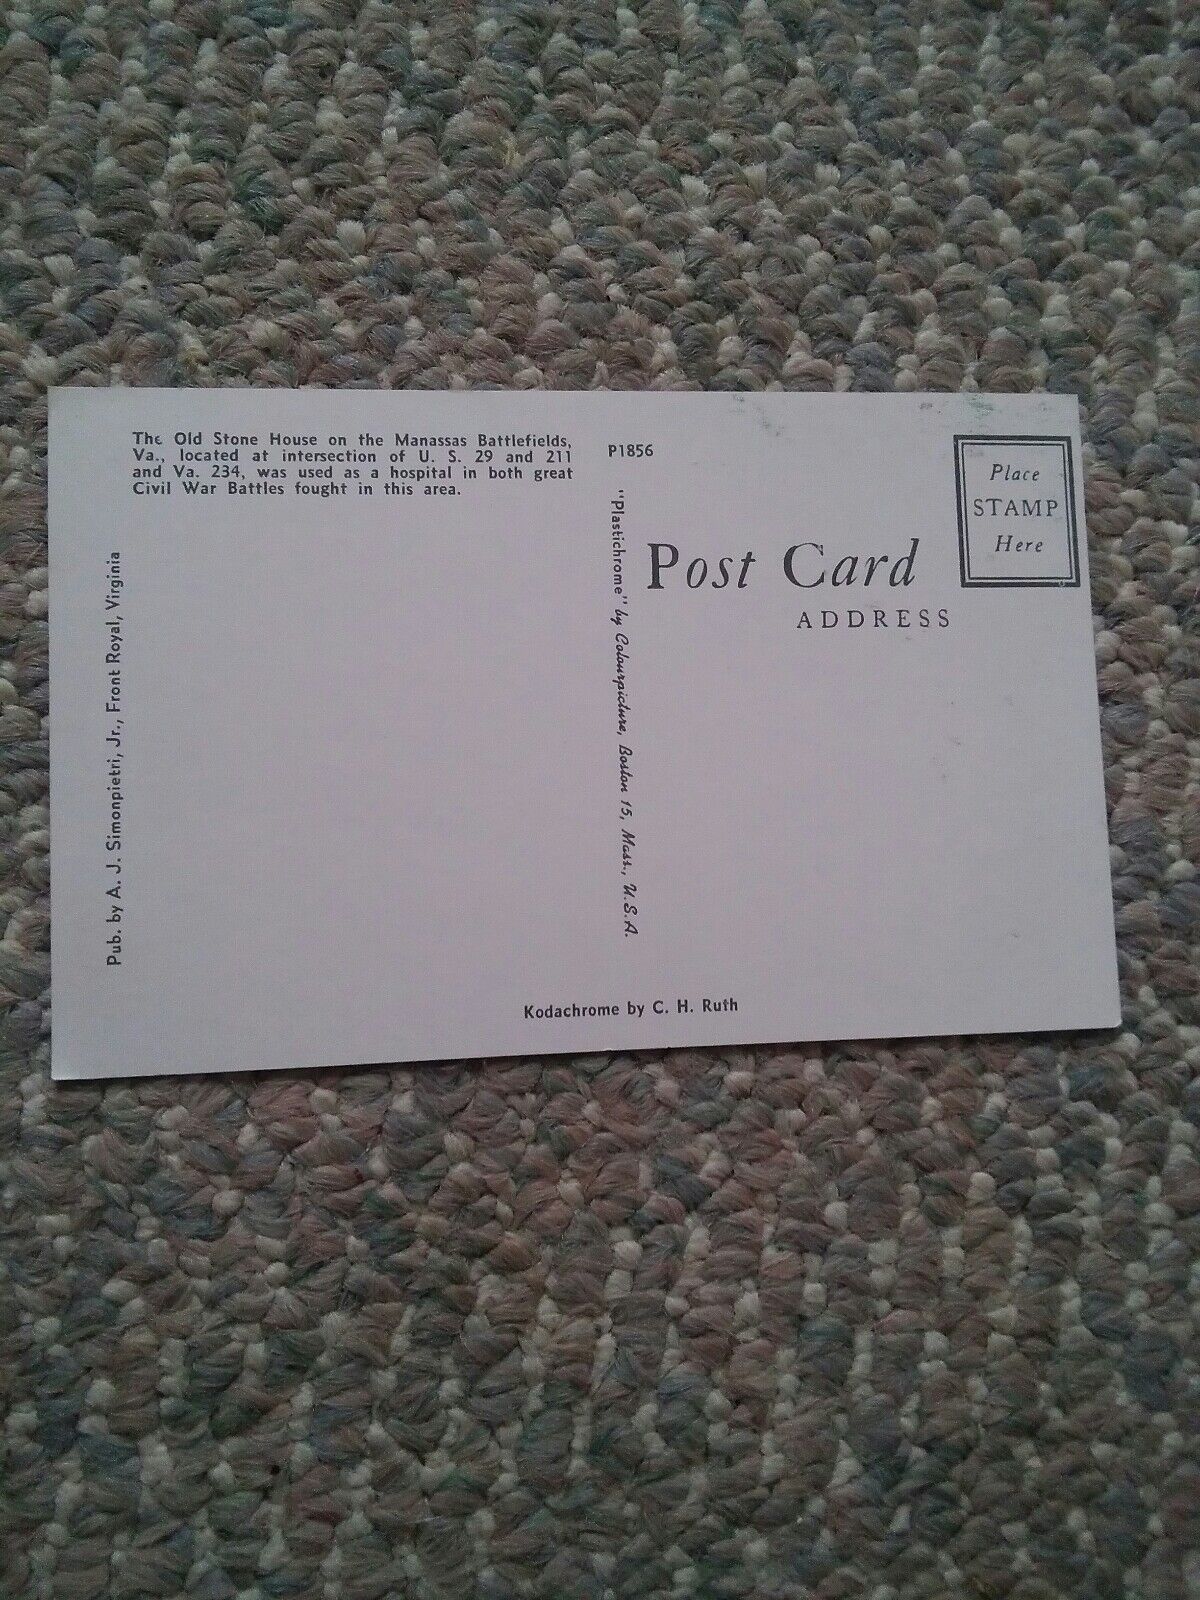 The Old Stone House on the Manassas Battlefields,
Va., located at intersection of U. S. 29 and 211
and Va. 234, was used as a hospital in both great
Civil War Battles fought in this area.
Pub. by A. J. Simonpietri, Jr., Front Royal, Virginia
P1856
"Plastichrome" by Colourpicture, Boston 15, Mass., U.S.A.
Place
STAMP
Here
Post Card
ADDRESS
Kodachrome by C. H. Ruth